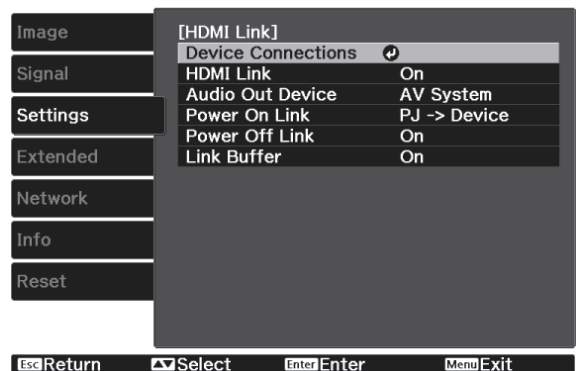 Image
Signal
Settings
Extended
Network
Info
Reset
[HDMI Link]
Device Connections
HDMI Link On
Audio Out Device AV System
Power On Link PJ -> Device
Power Off Link On
Link Buffer On
Esc Return Select Enter Enter Menu Exit